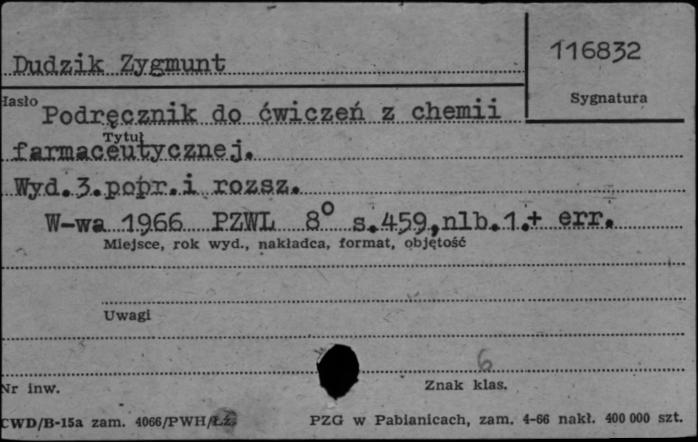 Dudzik Zygmunt
116832
Hasło
Sygnatura
Podręcznik do ćwiczeń z chemii
Tytuł
farmaceutycznej.
Wyd.3.popr.i rozsz.
W-wa 1966 PZWL 8° s.459,nlb.1.+ err.
Miejsce, rok wyd., nakładca, format, objętość
Uwagi
6
Nr inw.
Znak klas.
CWD/B-15a zam. 4066/PWH/Łż.
PZG w Pabianicach, zam. 4-66 nakł. 400 000 szt.